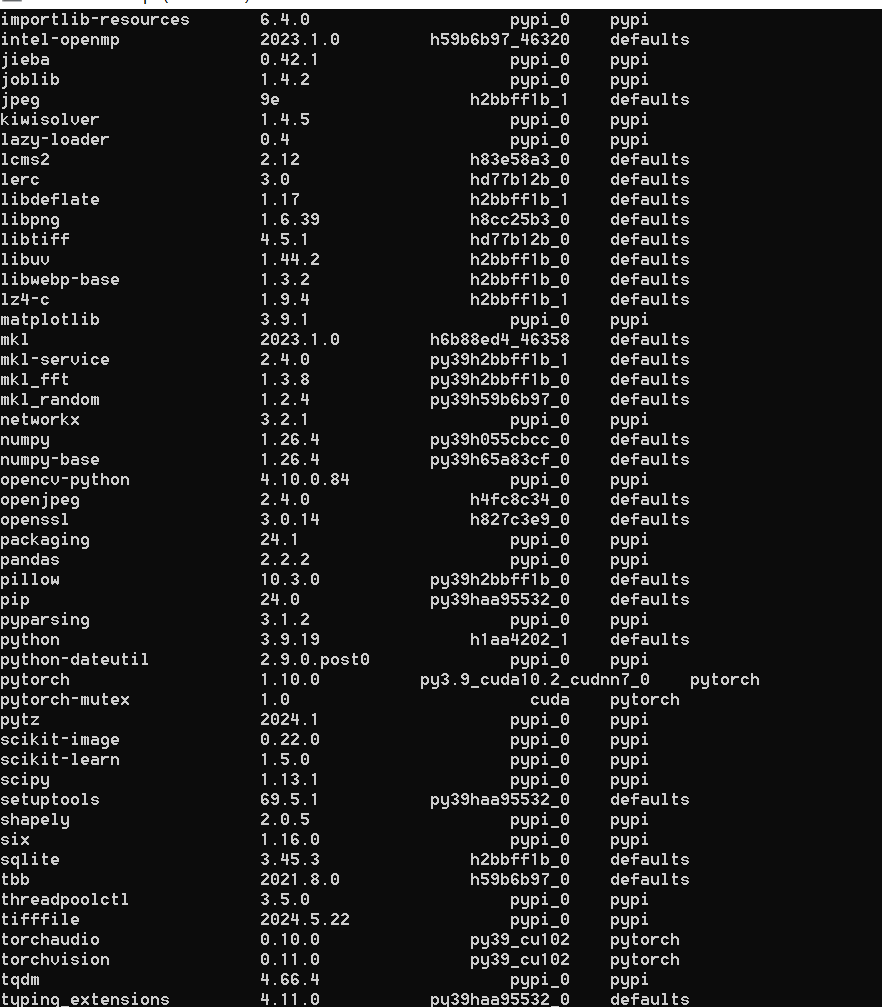 importlib-resources 6.4.0 pypi_0 pypi
intel-openmp 2023.1.0 h59b6b97_46320 defaults
jieba 0.42.1 pypi_0 pypi
joblib 1.4.2 pypi_0 pypi
jpeg 9e h2bbff1b_1 defaults
kiwisolver 1.4.5 pypi_0 pypi
lazy-loader 0.4 pypi_0 pypi
lcms2 2.12 h83e58a3_0 defaults
lerc 3.0 hd77b12b_0 defaults
libdeflate 1.17 h2bbff1b_1 defaults
libpng 1.6.39 h8cc25b3_0 defaults
libtiff 4.5.1 hd77b12b_0 defaults
libuv 1.44.2 h2bbff1b_0 defaults
libwebp-base 1.3.2 h2bbff1b_0 defaults
lz4-c 1.9.4 h2bbff1b_1 defaults
matplotlib 3.9.1 pypi_0 pypi
mkl 2023.1.0 h6b88ed4_46358 defaults
mkl-service 2.4.0 py39h2bbff1b_1 defaults
mkl_fft 1.3.8 py39h2bbff1b_0 defaults
mkl_random 1.2.4 py39h59b6b97_0 defaults
networkx 3.2.1 pypi_0 pypi
numpy 1.26.4 py39h055cbcc_0 defaults
numpy-base 1.26.4 py39h65a83cf_0 defaults
opencv-python 4.10.0.84 pypi_0 pypi
openjpeg 2.4.0 h4fc8c34_0 defaults
openssl 3.0.14 h827c3e9_0 defaults
packaging 24.1 pypi_0 pypi
pandas 2.2.2 pypi_0 pypi
pillow 10.3.0 py39h2bbff1b_0 defaults
pip 24.0 py39haa95532_0 defaults
pyparsing 3.1.2 pypi_0 pypi
python 3.9.19 h1aa4202_1 defaults
python-dateutil 2.9.0.post0 pypi_0 pypi
pytorch 1.10.0 py3.9_cuda10.2_cudnn7_0 pytorch
pytorch-mutex 1.0 cuda pytorch
pytz 2024.1 pypi_0 pypi
scikit-image 0.22.0 pypi_0 pypi
scikit-learn 1.5.0 pypi_0 pypi
scipy 1.13.1 pypi_0 pypi
setuptools 69.5.1 py39haa95532_0 defaults
shapely 2.0.5 pypi_0 pypi
six 1.16.0 pypi_0 pypi
sqlite 3.45.3 h2bbff1b_0 defaults
tbb 2021.8.0 h59b6b97_0 defaults
threadpoolctl 3.5.0 pypi_0 pypi
tifffile 2024.5.22 pypi_0 pypi
torchaudio 0.10.0 py39_cu102 pytorch
torchvision 0.11.0 py39_cu102 pytorch
tqdm 4.66.4 pypi_0 pypi
typing_extensions 4.11.0 py39haa95532_0 defaults